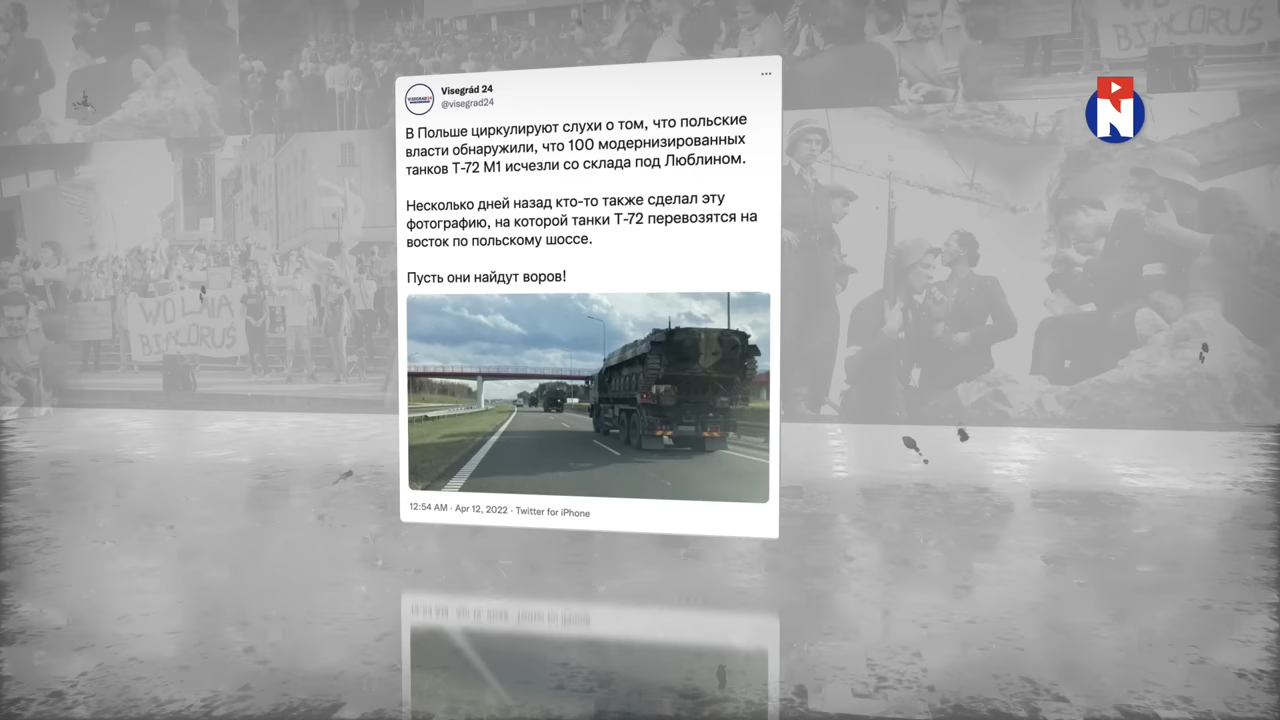 Visegrád 24
@visegrad24
В Польше циркулируют слухи о том, что польские
власти обнаружили, что 100 модернизированных
танков Т-72 М1 исчезли со склада под Люблином.
Несколько дней назад кто-то также сделал эту
фотографию, на которой танки Т-72 перевозятся на
восток по польскому шоссе.
Пусть они найдут воров!
12:54 AM · Apr 12, 2022 · Twitter for iPhone
WOLNA
BIAŁORUŚ
BIAŁORUŚ
N